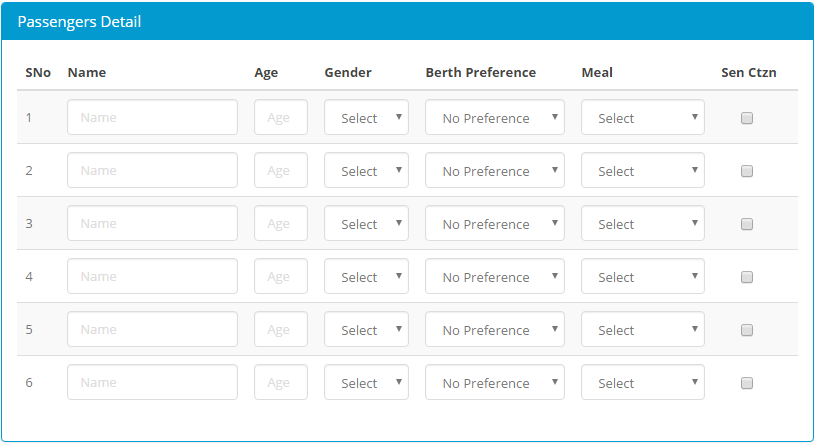 Passengers Detail
SNo Name Age Gender Berth Preference Meal Sen Ctzn
1 Name Age Select No Preference Select
2 Name Age Select No Preference Select
3 Name Age Select No Preference Select
4 Name Age Select No Preference Select
5 Name Age Select No Preference Select
6 Name Age Select No Preference Select